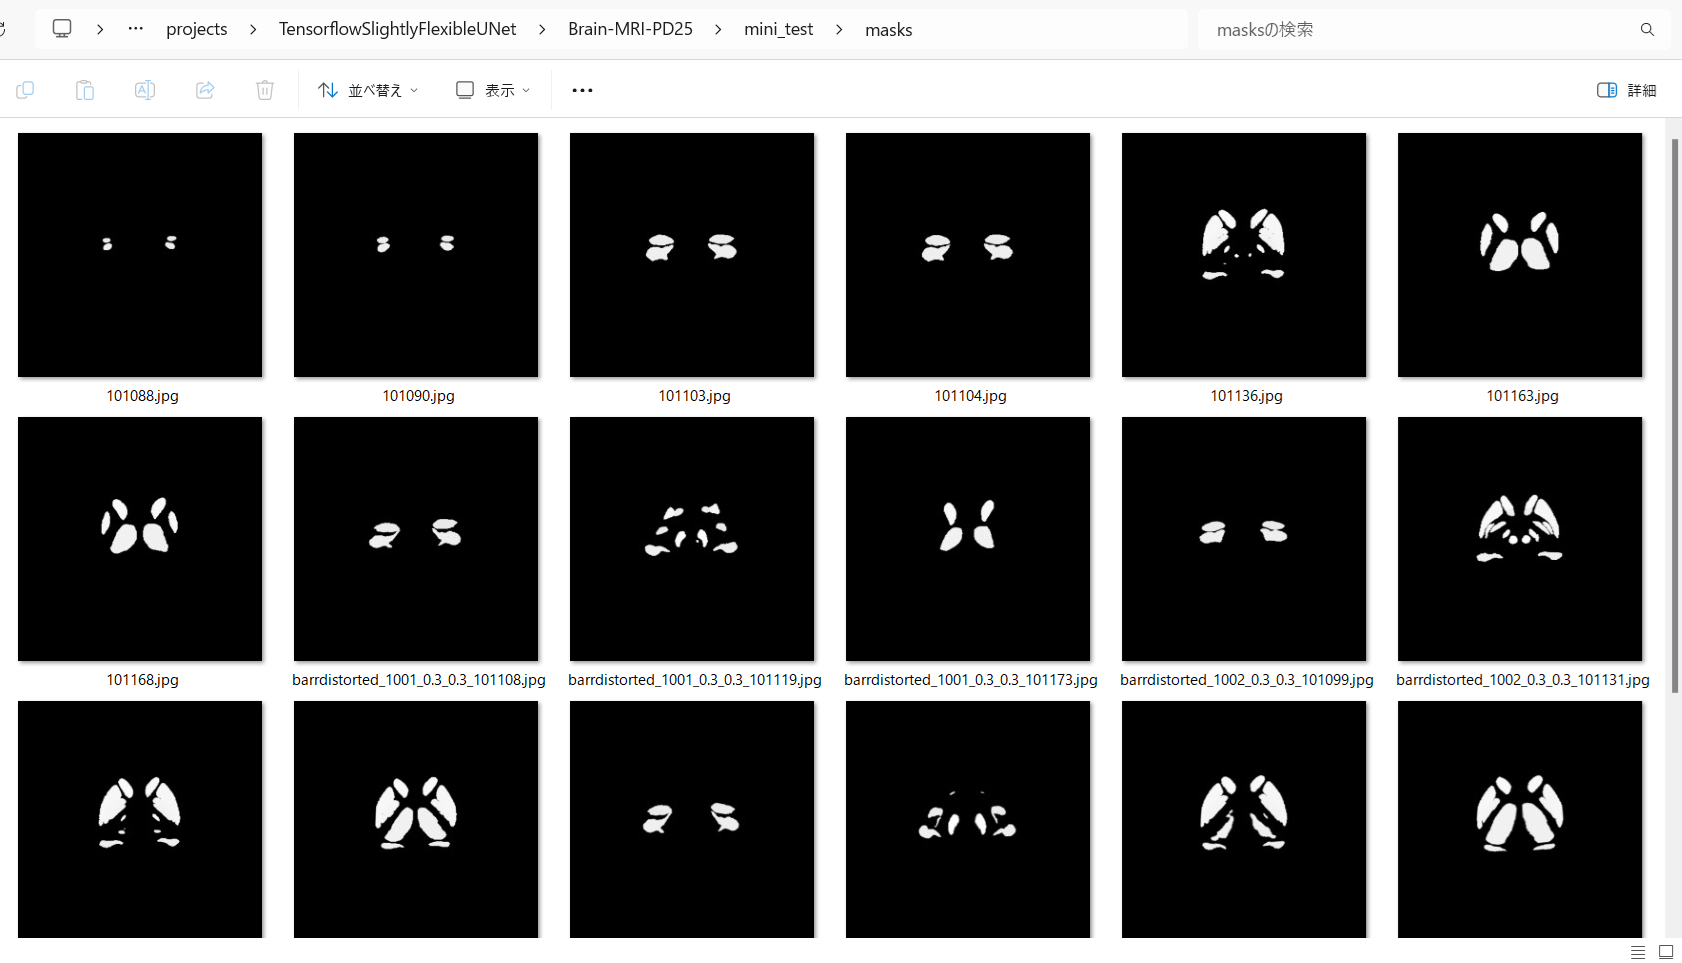 projects > TensorflowSlightlyFlexibleUNet > Brain-MRI-PD25 > mini_test > masks
masksの検索
並べ替え
表示
詳細
101088.jpg
101090.jpg
101103.jpg
101104.jpg
101136.jpg
101163.jpg
101168.jpg
barrdistorted_1001_0.3_0.3_101108.jpg
barrdistorted_1001_0.3_0.3_101119.jpg
barrdistorted_1001_0.3_0.3_101173.jpg
barrdistorted_1002_0.3_0.3_101099.jpg
barrdistorted_1002_0.3_0.3_101131.jpg